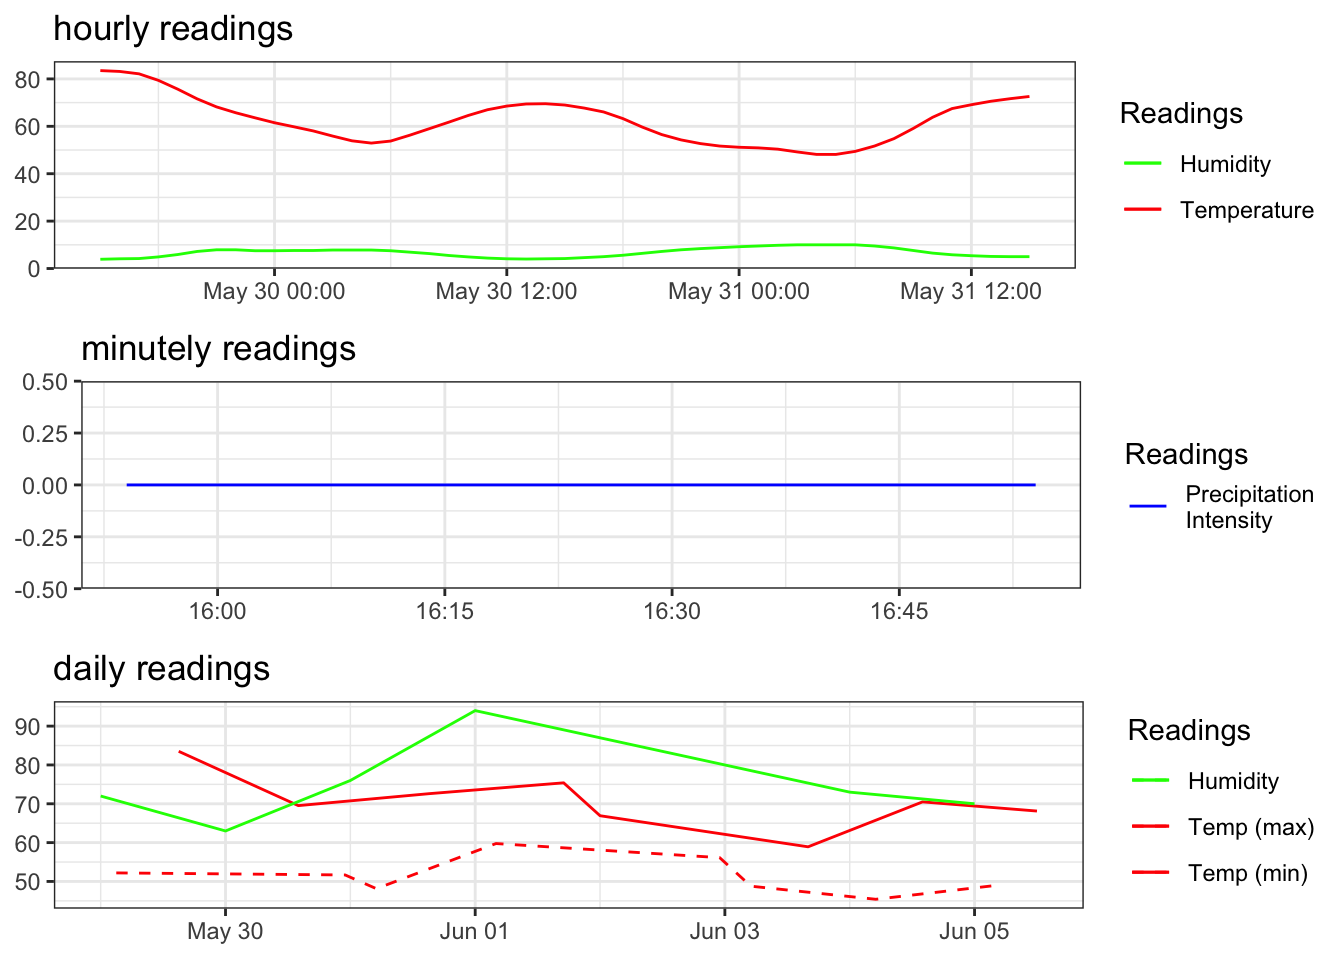 hourly readings
80
60
40
20
0
May 30 00:00
May 30 12:00
May 31 00:00
May 31 12:00
Readings
Humidity
Temperature
minutely readings
0.50
0.25
0.00
-0.25
-0.50
16:00
16:15
16:30
16:45
Readings
Precipitation
Intensity
daily readings
90
80
70
60
50
May 30
Jun 01
Jun 03
Jun 05
Readings
Humidity
Temp (max)
Temp (min)